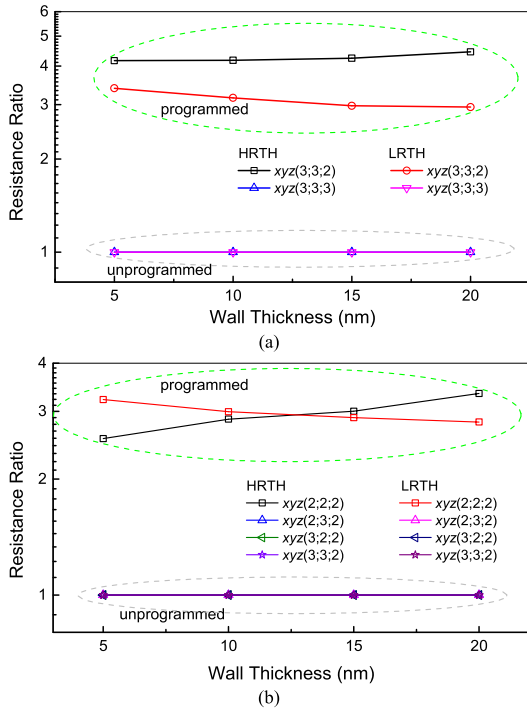 6
5
4
3
2
1
Resistance Ratio
programmed
HRTH LRTH
xyz(3;3;2) xyz(3;3;2)
xyz(3;3;3) xyz(3;3;3)
unprogrammed
5 10 15 20
Wall Thickness (nm)
(a)
4
3
2
1
Resistance Ratio
programmed
HRTH LRTH
xyz(2;2;2) xyz(2;2;2)
xyz(2;3;2) xyz(2;3;2)
xyz(3;2;2) xyz(3;2;2)
xyz(3;3;2) xyz(3;3;2)
unprogrammed
5 10 15 20
Wall Thickness (nm)
(b)